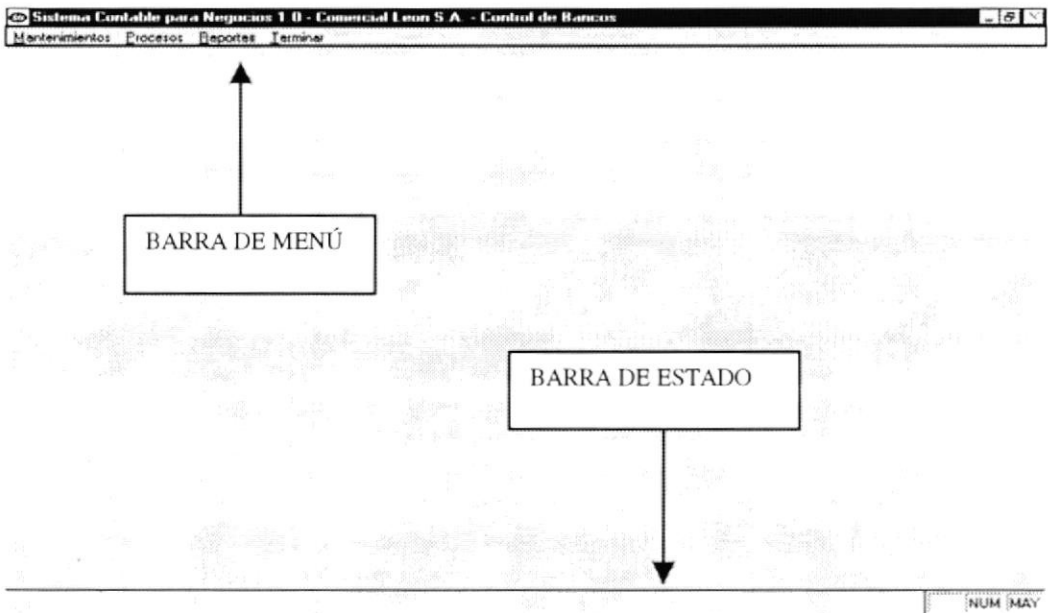 Sistema Contable para Negocios 1.0 - Comercial Leon S.A. - Control de Bancos
Mantenimientos Procesos Reportes Terminar
BARRA DE MENÚ
BARRA DE ESTADO
NUM MAY